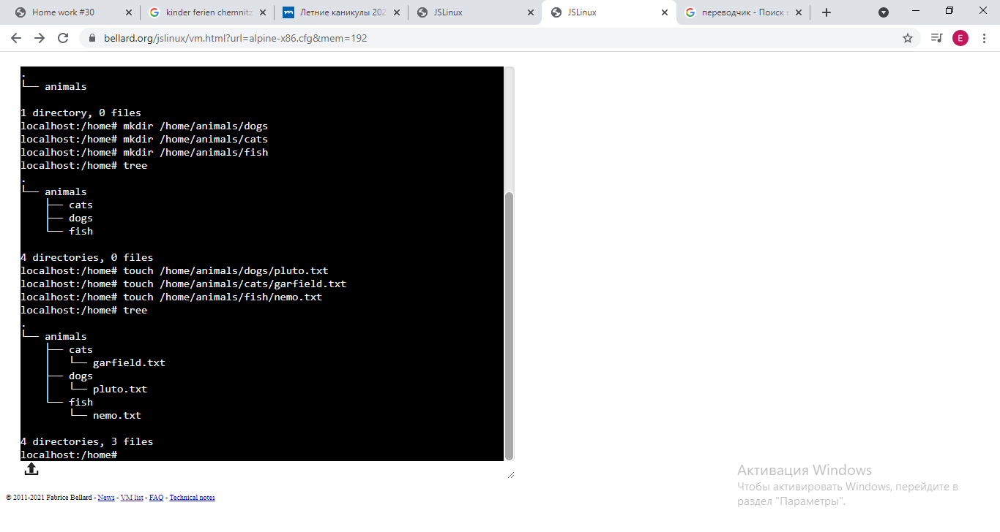 Home work #30
kinder ferien chemnitz
Летние каникулы 202
JSLinux
JSLinux
переводчик - Поиск в
bellard.org/jslinux/vm.html?url=alpine-x86.cfg&mem=192
E
.
└── animals
1 directory, 0 files
localhost:/home# mkdir /home/animals/dogs
localhost:/home# mkdir /home/animals/cats
localhost:/home# mkdir /home/animals/fish
localhost:/home# tree
.
└── animals
    ├── cats
    ├── dogs
    └── fish
4 directories, 0 files
localhost:/home# touch /home/animals/dogs/pluto.txt
localhost:/home# touch /home/animals/cats/garfield.txt
localhost:/home# touch /home/animals/fish/nemo.txt
localhost:/home# tree
.
└── animals
    ├── cats
    │   └── garfield.txt
    ├── dogs
    │   └── pluto.txt
    └── fish
        └── nemo.txt
4 directories, 3 files
localhost:/home#
© 2011-2021 Fabrice Bellard - News - VM list - FAQ - Technical notes
Активация Windows
Чтобы активировать Windows, перейдите в
раздел "Параметры".